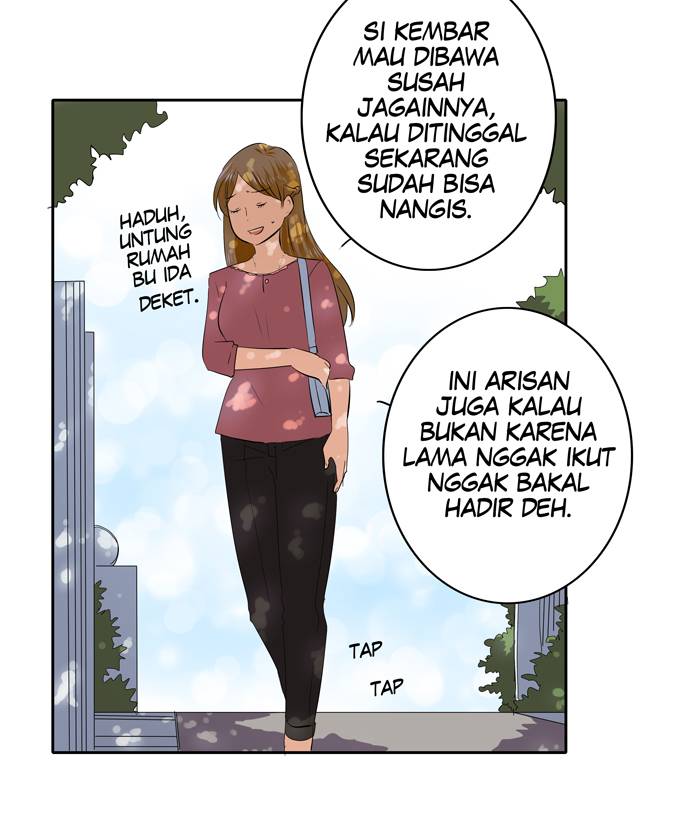 SI KEMBAR
MAU DIBAWA
SUSAH
JAGAINNYA,
KALAU DITINGGAL
SEKARANG
SUDAH BISA
NANGIS.
HADUH,
UNTUNG
RUMAH
BU IDA
DEKET.
INI ARISAN
JUGA KALAU
BUKAN KARENA
LAMA NGGAK IKUT
NGGAK BAKAL
HADIR DEH.
TAP
TAP